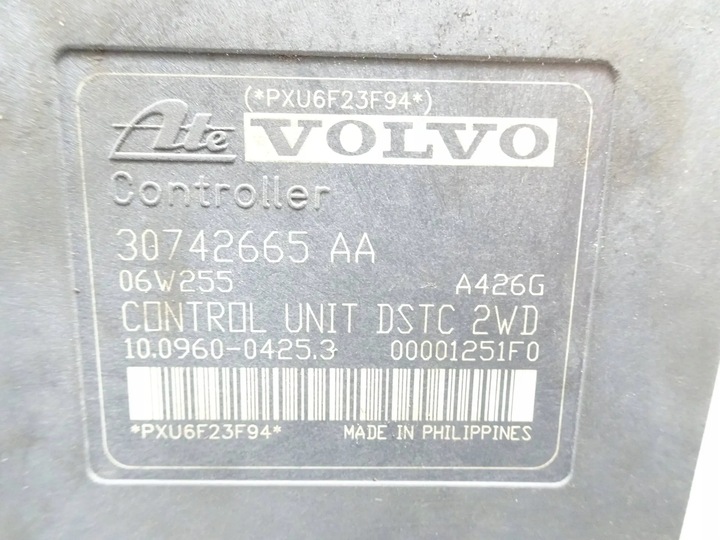 (*PXU6F23F94*)
Ate VOLVO
Controller
30742665 AA
06W255 A426G
CONTROL UNIT DSTC 2WD
10.0960-0425.3 00001251F0
*PXU6F23F94* MADE IN PHILIPPINES